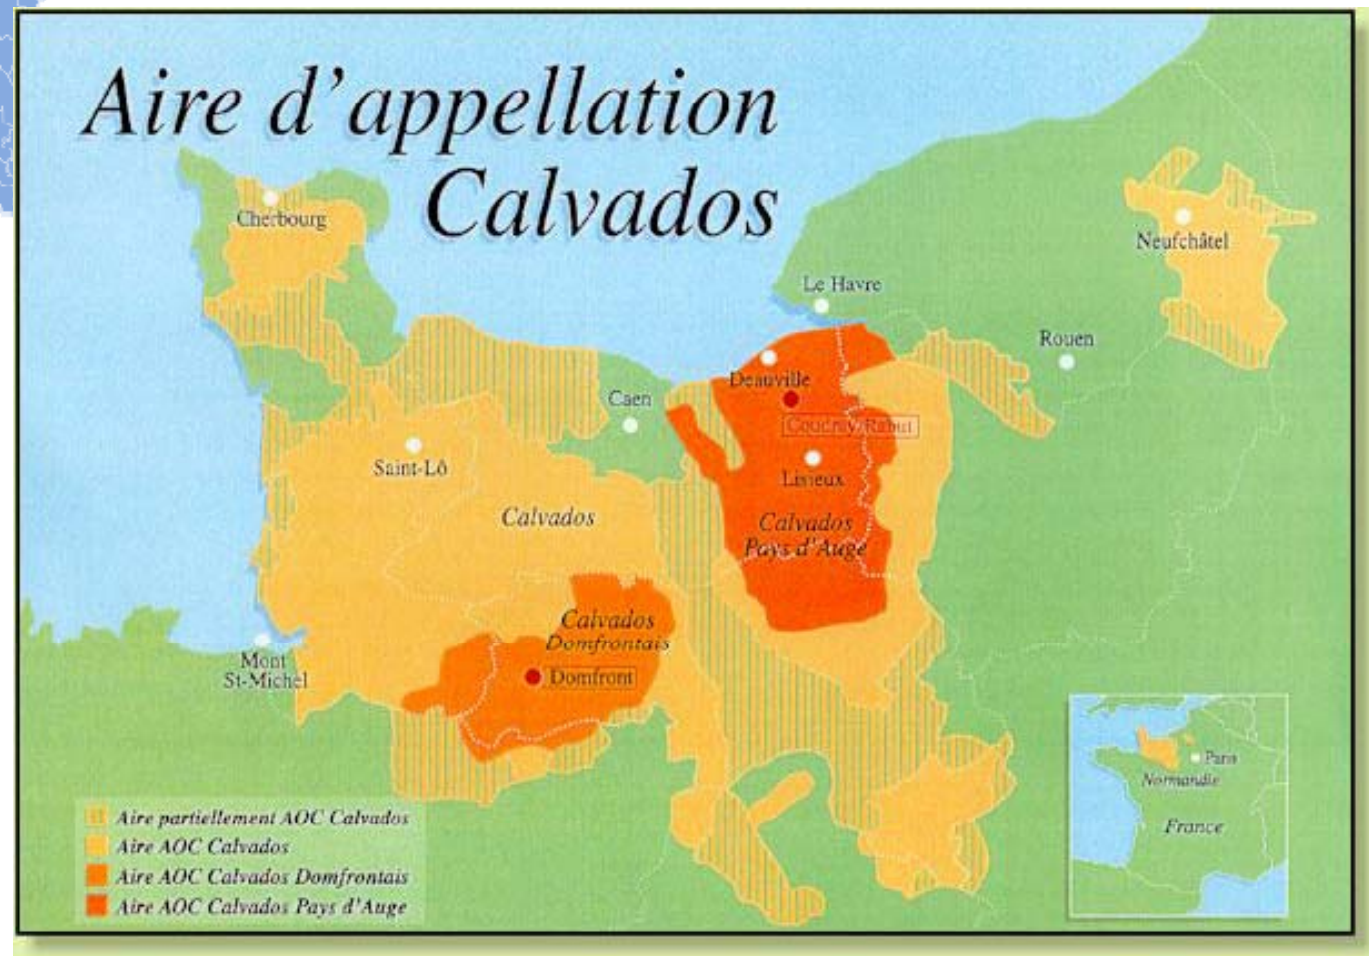 Aire d'appellation
Calvados
Cherbourg
Neufchâtel
Le Havre
Rouen
Deauville
Caen
Coudray-Rabut
Saint-Lô
Lisieux
Calvados
Calvados
Pays d'Auge
Calvados
Domfrontais
Mont
St-Michel
Domfront
Paris
Normandie
France
Aire partiellement AOC Calvados
Aire AOC Calvados
Aire AOC Calvados Domfrontais
Aire AOC Calvados Pays d'Auge